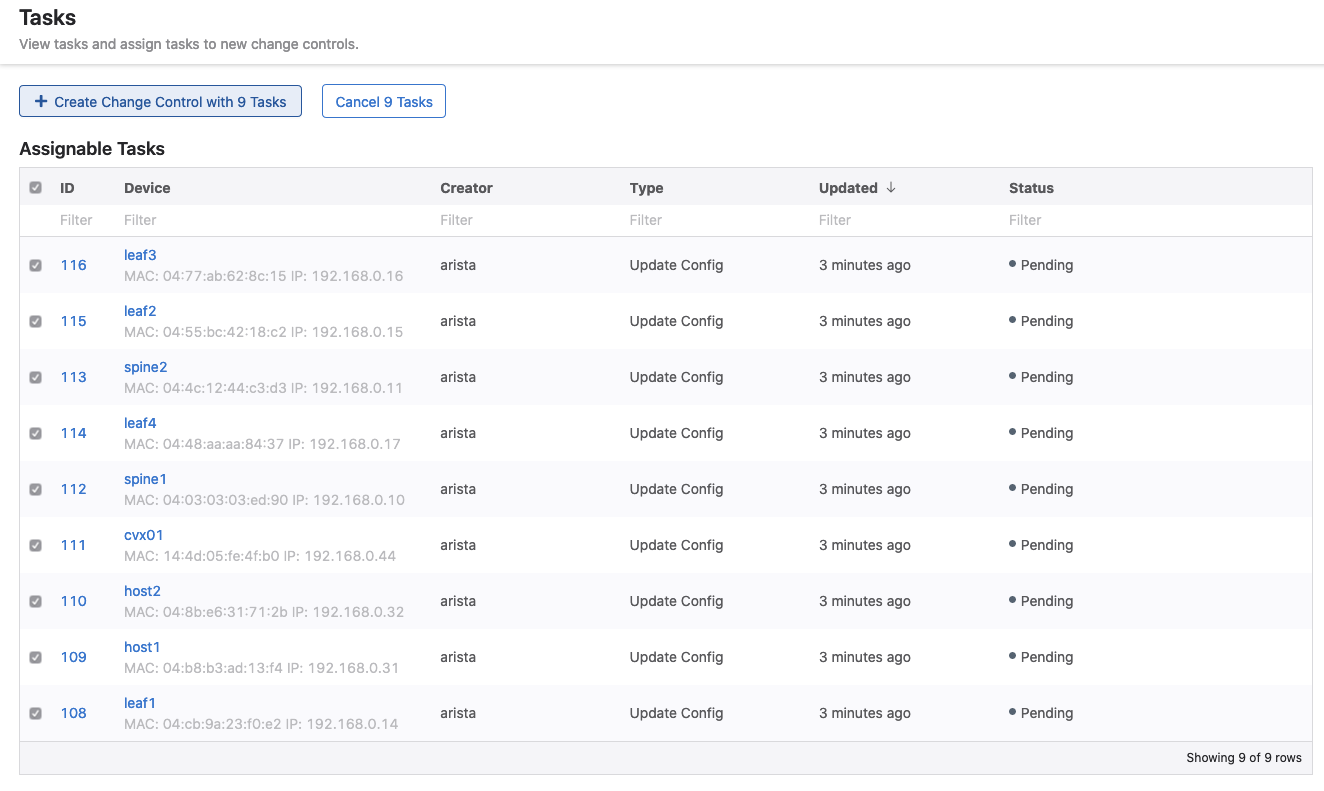 Tasks
View tasks and assign tasks to new change controls.
+ Create Change Control with 9 Tasks Cancel 9 Tasks
Assignable Tasks
ID Device Creator Type Updated ↓ Status
Filter Filter Filter Filter Filter Filter
leaf3
116 arista Update Config 3 minutes ago Pending
MAC: 04:77:ab:62:8c:15 IP: 192.168.0.16
leaf2
115 arista Update Config 3 minutes ago Pending
MAC: 04:55:bc:42:18:c2 IP: 192.168.0.15
spine2
113 arista Update Config 3 minutes ago Pending
MAC: 04:4c:12:44:c3:d3 IP: 192.168.0.11
leaf4
114 arista Update Config 3 minutes ago Pending
MAC: 04:48:aa:aa:84:37 IP: 192.168.0.17
spine1
112 arista Update Config 3 minutes ago Pending
MAC: 04:03:03:03:ed:90 IP: 192.168.0.10
cvx01
111 arista Update Config 3 minutes ago Pending
MAC: 14:4d:05:fe:4f:b0 IP: 192.168.0.44
host2
110 arista Update Config 3 minutes ago Pending
MAC: 04:8b:e6:31:71:2b IP: 192.168.0.32
host1
109 arista Update Config 3 minutes ago Pending
MAC: 04:b8:b3:ad:13:f4 IP: 192.168.0.31
leaf1
108 arista Update Config 3 minutes ago Pending
MAC: 04:cb:9a:23:f0:e2 IP: 192.168.0.14
Showing 9 of 9 rows